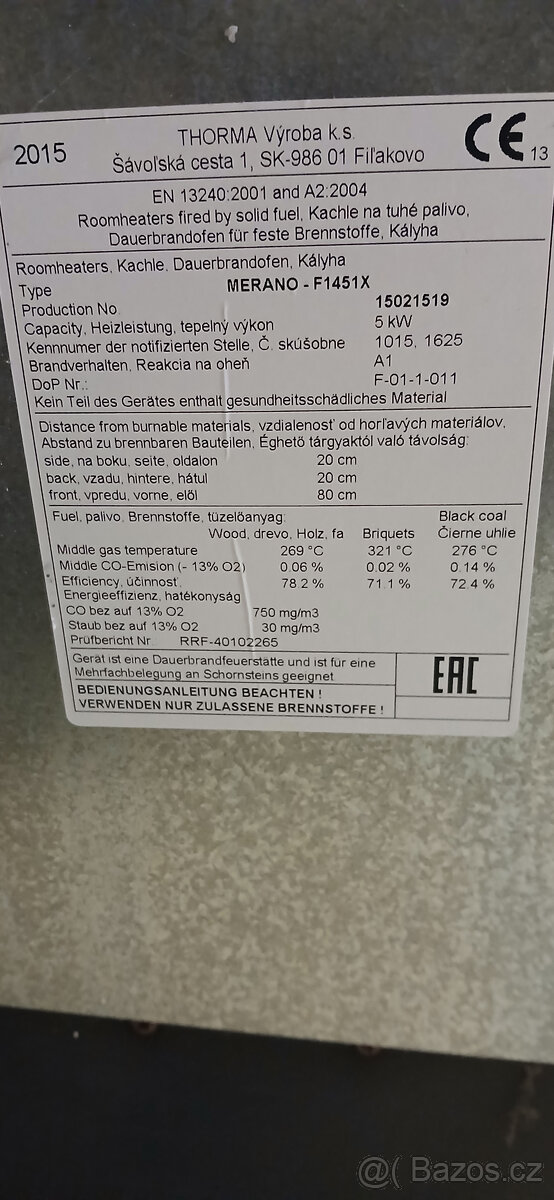 2015
THORMA Výroba k.s.
Šávoľská cesta 1, SK-986 01 Fiľakovo
CE 13
EN 13240:2001 and A2:2004
Roomheaters fired by solid fuel, Kachle na tuhé palivo,
Dauerbrandofen für feste Brennstoffe, Kályha
Roomheaters, Kachle, Dauerbrandofen, Kályha
Type MERANO - F1451X
Production No 15021519
Capacity, Heizleistung, tepelný výkon 5 kW
Kennnumer der notifizierten Stelle, Č. skúšobne 1015, 1625
Brandverhalten, Reakcia na oheň A1
DoP Nr.: F-01-1-011
Kein Teil des Gerätes enthalt gesundheitsschädliches Material
Distance from burnable materials, vzdialenosť od horľavých materiálov,
Abstand zu brennbaren Bauteilen, Éghető tárgyaktól való távolság:
side, na boku, seite, oldalon 20 cm
back, vzadu, hintere, hátul 20 cm
front, vpredu, vorne, elől 80 cm
Fuel, palivo, Brennstoffe, tüzelőanyag: Black coal
Wood, drevo, Holz, fa Briquets Čierne uhlie
Middle gas temperature 269 °C 321 °C 276 °C
Middle CO-Emission (- 13% O2) 0.06 % 0.02 % 0.14 %
Efficiency, účinnosť, 78.2 % 71.1 % 72.4 %
Energieeffizienz, hatékonyság
CO bez auf 13% O2 750 mg/m3
Staub bez auf 13% O2 30 mg/m3
Prüfbericht Nr RRF-40102265
Gerät ist eine Dauerbrandfeuerstätte und ist für eine
Mehrfachbelegung an Schornsteins geeignet
BEDIENUNGSANLEITUNG BEACHTEN !
VERWENDEN NUR ZULASSENE BRENNSTOFFE !
EAC
@( Bazos.cz